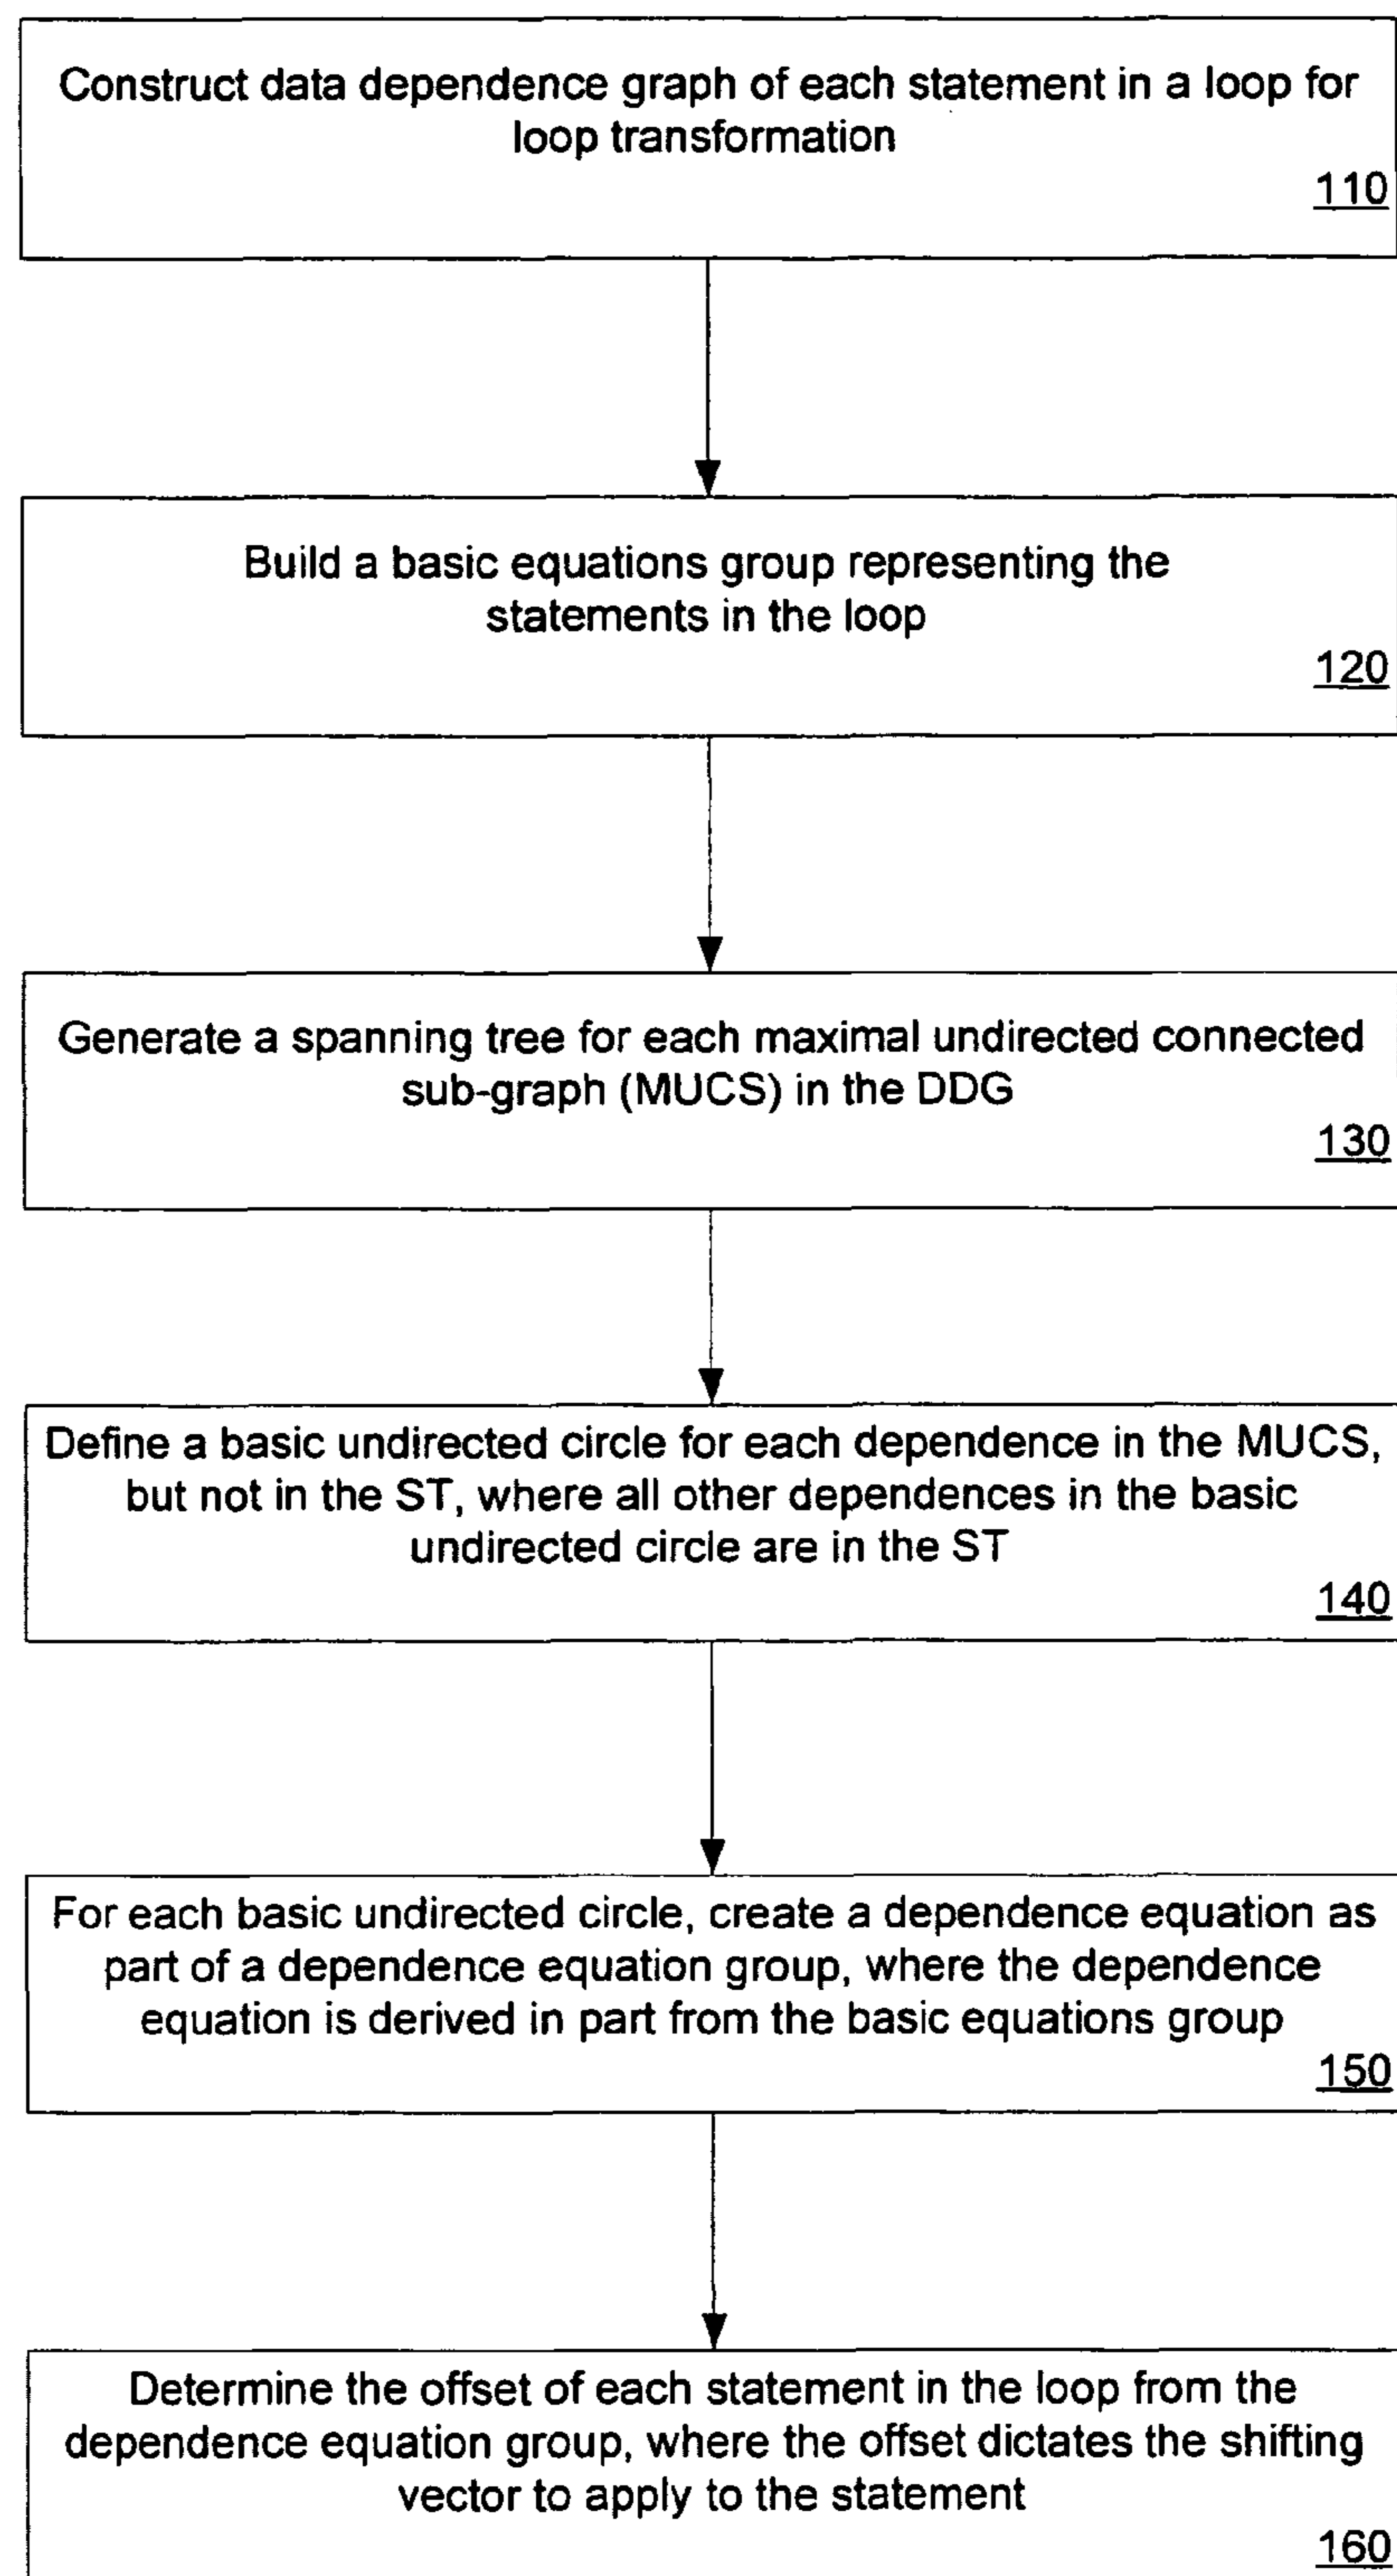 Construct data dependence graph of each statement in a loop for
loop transformation
110
Build a basic equations group representing the
statements in the loop
120
Generate a spanning tree for each maximal undirected connected
sub-graph (MUCS) in the DDG
130
Define a basic undirected circle for each dependence in the MUCS,
but not in the ST, where all other dependences in the basic
undirected circle are in the ST
140
For each basic undirected circle, create a dependence equation as
part of a dependence equation group, where the dependence
equation is derived in part from the basic equations group
150
Determine the offset of each statement in the loop from the
dependence equation group, where the offset dictates the shifting
vector to apply to the statement
160